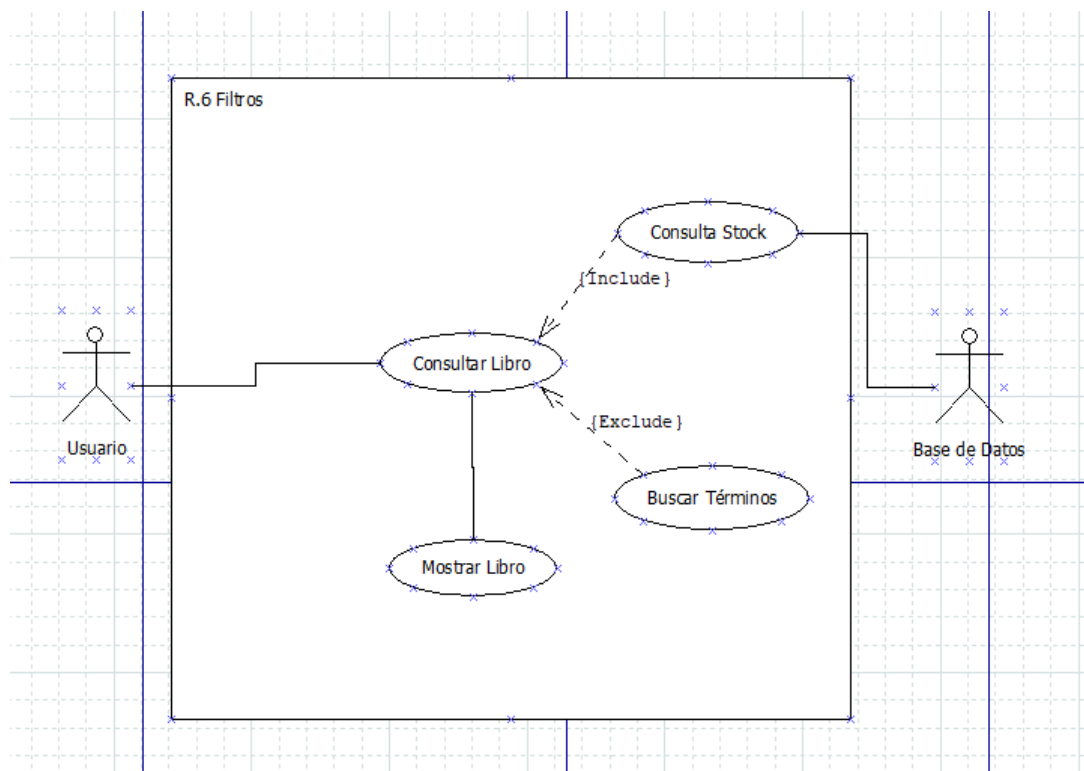 R.6 Filtros
Consulta Stock
{Include}
Consultar Libro
{Exclude}
Usuario
Base de Datos
Buscar Términos
Mostrar Libro